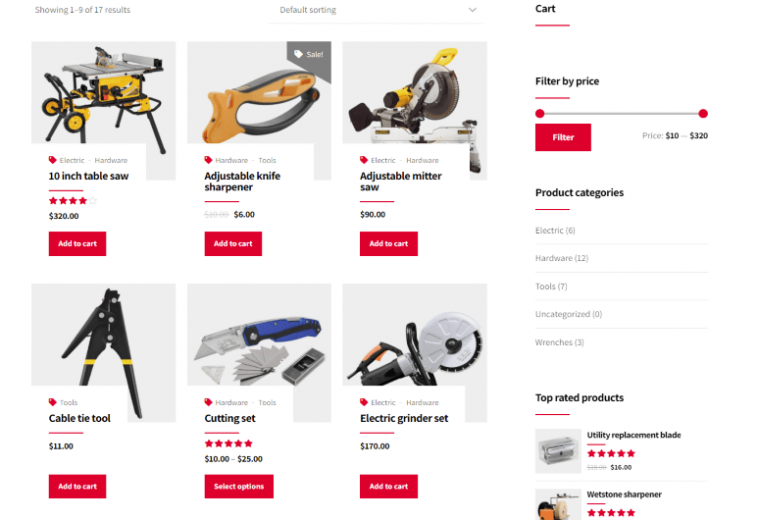 Showing 1–9 of 17 results
Default sorting
Sale!
Electric · Hardware
10 inch table saw
$320.00
Add to cart
Hardware · Tools
Adjustable knife
sharpener
$6.00
Add to cart
Electric · Hardware
Adjustable mitter
saw
$90.00
Add to cart
Tools
Cable tie tool
$11.00
Add to cart
Hardware · Tools
Cutting set
$10.00 – $25.00
Select options
Electric · Hardware
Electric grinder set
$170.00
Add to cart
Cart
Filter by price
Filter
Price: $10 — $320
Product categories
Electric (6)
Hardware (12)
Tools (7)
Uncategorized (0)
Wrenches (3)
Top rated products
Utility replacement blade
$16.00
Wetstone sharpener